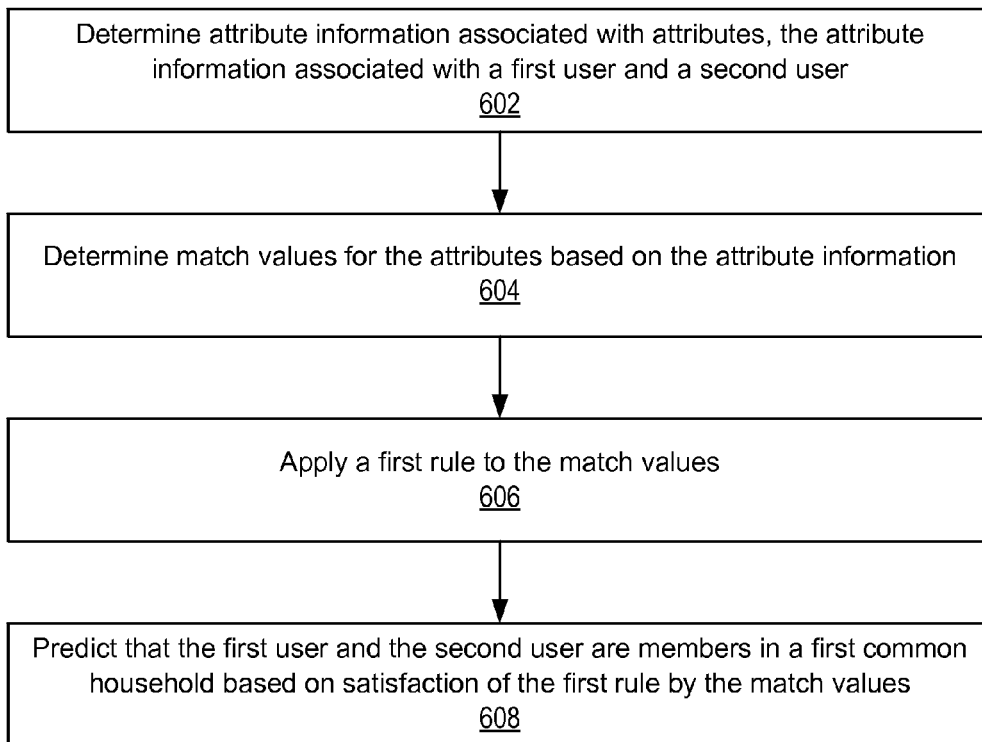 Determine attribute information associated with attributes, the attribute
information associated with a first user and a second user
602
Determine match values for the attributes based on the attribute information
604
Apply a first rule to the match values
606
Predict that the first user and the second user are members in a first common
household based on satisfaction of the first rule by the match values
608